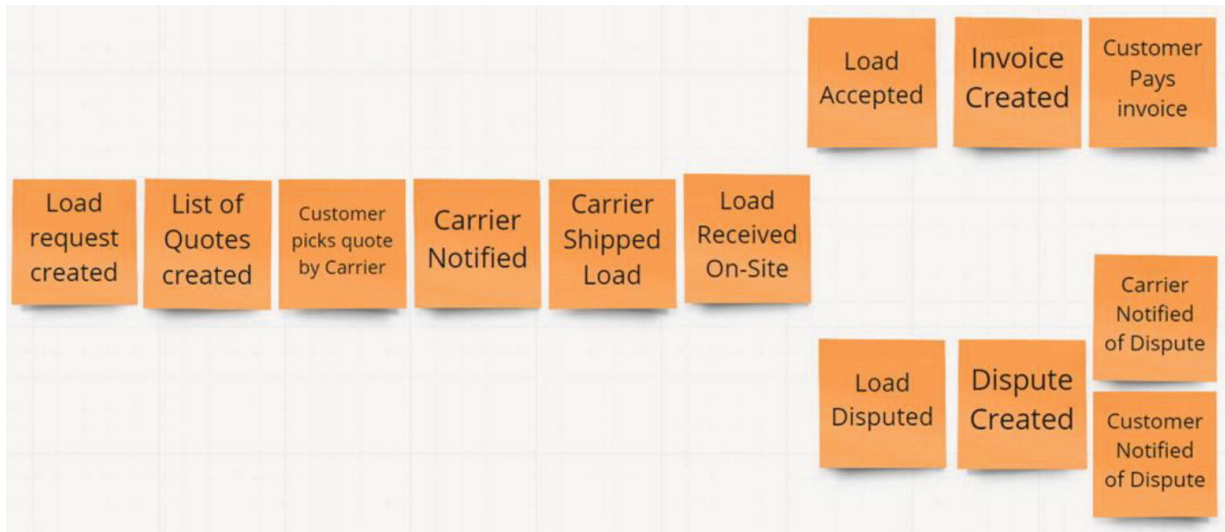 Load
request
created
List of
Quotes
created
Customer
picks quote
by Carrier
Carrier
Notified
Carrier
Shipped
Load
Load
Received
On-Site
Load
Accepted
Invoice
Created
Customer
Pays
invoice
Load
Disputed
Dispute
Created
Carrier
Notified
of Dispute
Customer
Notified
of Dispute